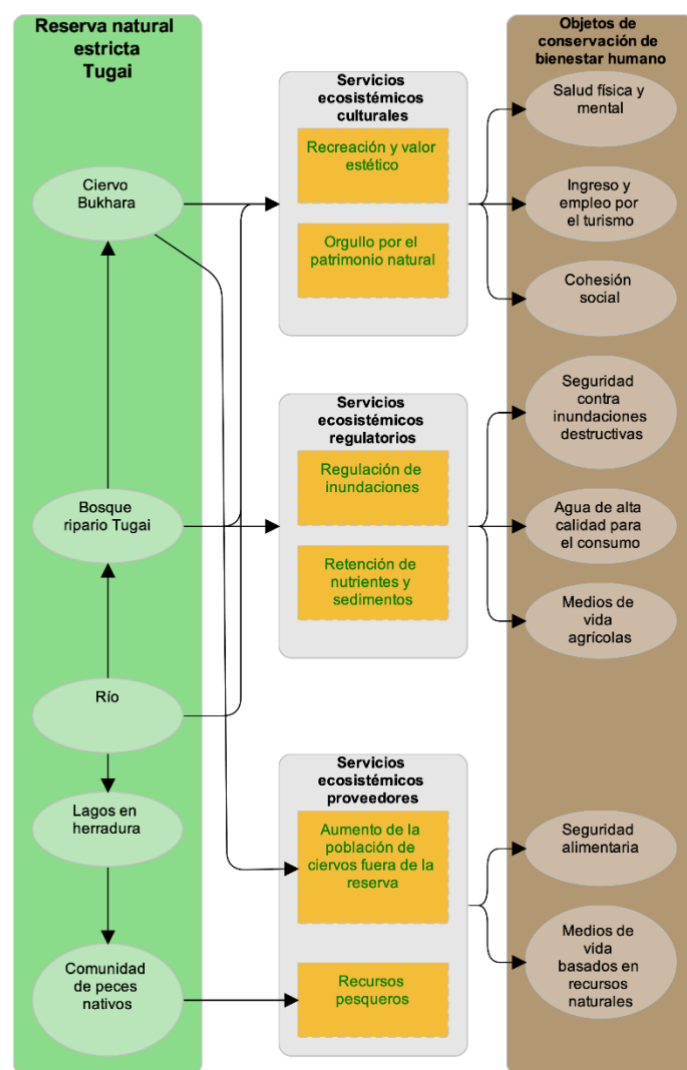 Reserva natural
estricta
Tugai
Ciervo
Bukhara
Bosque
ripario Tugai
Río
Lagos en
herradura
Comunidad
de peces
nativos
Servicios
ecosistémicos
culturales
Recreación y valor
estético
Orgullo por el
patrimonio natural
Servicios
ecosistémicos
regulatorios
Regulación de
inundaciones
Retención de
nutrientes y
sedimentos
Servicios
ecosistémicos
proveedores
Aumento de la
población de
ciervos fuera de la
reserva
Recursos
pesqueros
Objetos de
conservación de
bienestar humano
Salud física y
mental
Ingreso y
empleo por
el turismo
Cohesión
social
Seguridad
contra
inundaciones
destructivas
Agua de alta
calidad para
el consumo
Medios de
vida
agrícolas
Seguridad
alimentaria
Medios de
vida
basados en
recursos
naturales